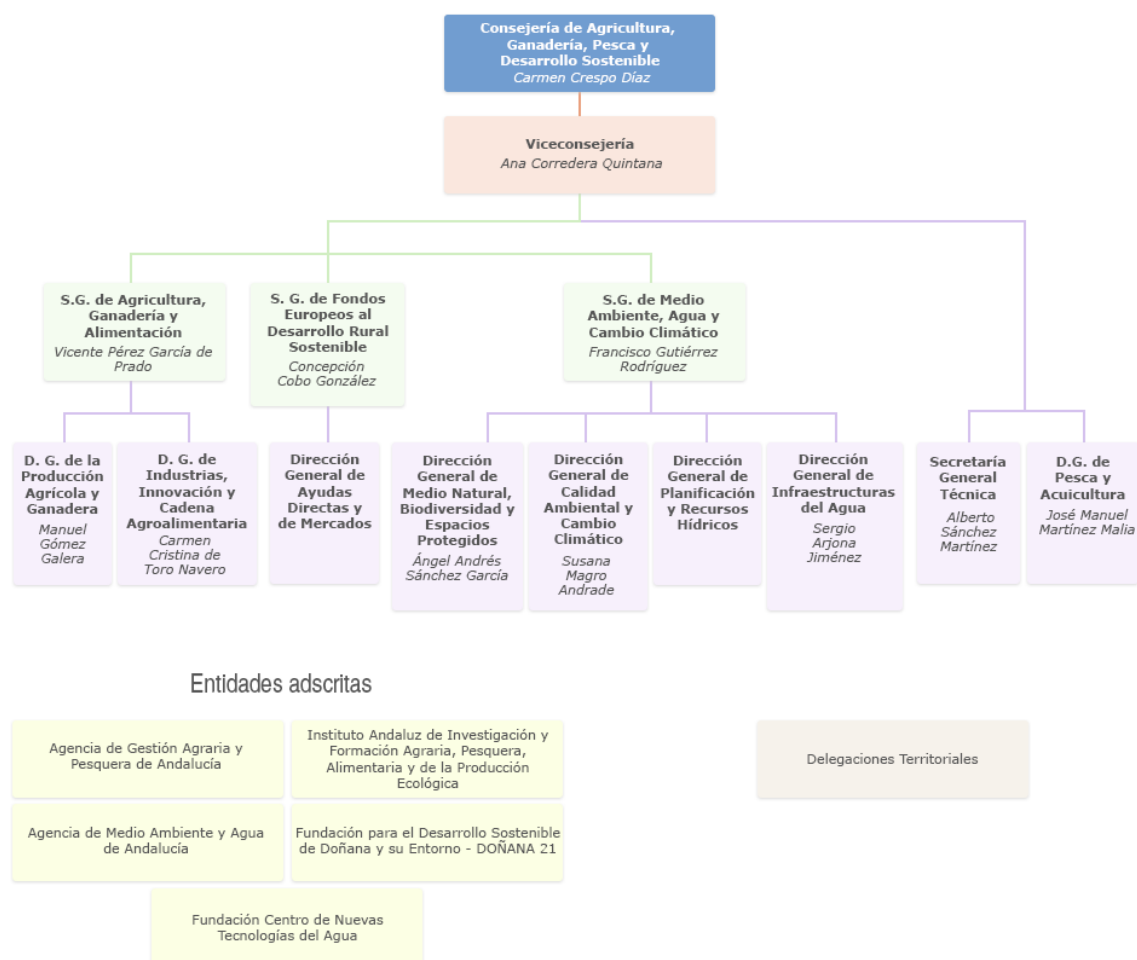 Consejería de Agricultura,
Ganadería, Pesca y
Desarrollo Sostenible
Carmen Crespo Díaz
Viceconsejería
Ana Corredera Quintana
S.G. de Agricultura,
Ganadería y
Alimentación
Vicente Pérez García de
Prado
S. G. de Fondos
Europeos al
Desarrollo Rural
Sostenible
Concepción
Cobo González
S.G. de Medio
Ambiente, Agua y
Cambio Climático
Francisco Gutiérrez
Rodríguez
D. G. de la
Producción
Agrícola y
Ganadera
Manuel
Gómez
Galera
D. G. de
Industrias,
Innovación y
Cadena
Agroalimentaria
Carmen
Cristina de
Toro Navero
Dirección
General de
Ayudas
Directas y
de Mercados
Dirección
General de
Medio Natural,
Biodiversidad y
Espacios
Protegidos
Ángel Andrés
Sánchez García
Dirección
General de
Calidad
Ambiental y
Cambio
Climático
Susana
Magro
Andrade
Dirección
General de
Planificación
y Recursos
Hídricos
Dirección
General de
Infraestructuras
del Agua
Sergio
Arjona
Jiménez
Secretaría
General
Técnica
Alberto
Sánchez
Martínez
D.G. de
Pesca y
Acuicultura
José Manuel
Martínez Malia
Entidades adscritas
Agencia de Gestión Agraria y
Pesquera de Andalucía
Instituto Andaluz de Investigación y
Formación Agraria, Pesquera,
Alimentaria y de la Producción
Ecológica
Delegaciones Territoriales
Agencia de Medio Ambiente y Agua
de Andalucía
Fundación para el Desarrollo Sostenible
de Doñana y su Entorno - DOÑANA 21
Fundación Centro de Nuevas
Tecnologías del Agua